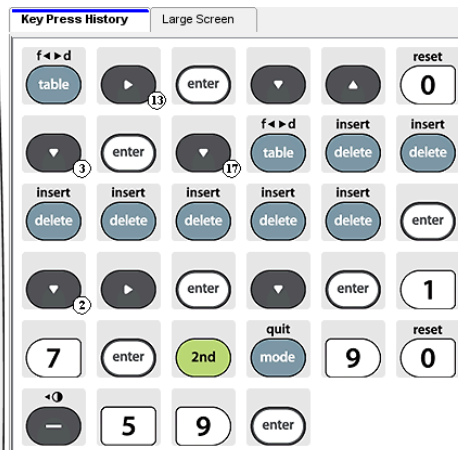 Key Press History Large Screen
f◄►d reset
table 13 enter 0
f◄►d insert insert
3 enter 17 table delete delete
insert insert insert insert insert
delete delete delete delete delete enter
2 enter enter 1
quit reset
7 enter 2nd mode 9 0
− 5 9 enter